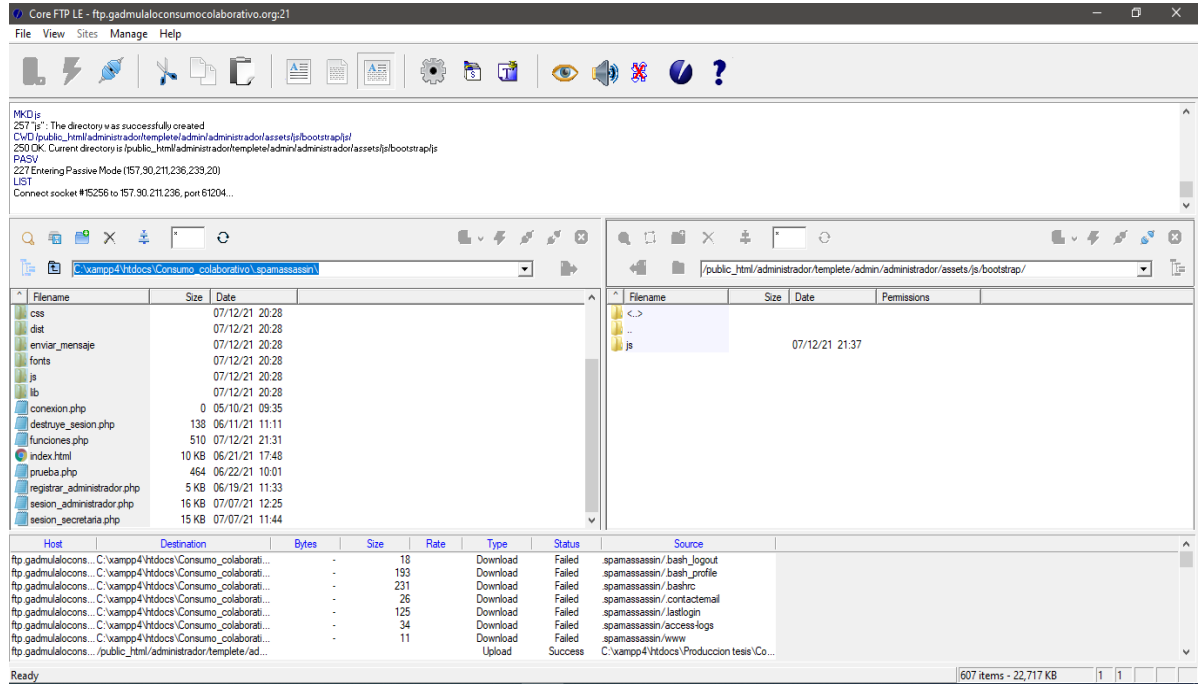 Core FTP LE - ftp.gadmulaloconsumocolaborativo.org:21
File View Sites Manage Help
MKD js
257 "js" : The directory was successfully created
CWD /public_html/administrador/templete/admin/administrador/assets/js/bootstrap/js/
250 OK. Current directory is /public_html/administrador/templete/admin/administrador/assets/js/bootstrap/js
PASV
227 Entering Passive Mode (157,90,211,236,239,20)
LIST
Connect socket #15256 to 157.90.211.236, port 61204...
C:\xampp4\htdocs\Consumo_colaborativo\.spamassassin\
Filename Size Date
css 07/12/21 20:28
dist 07/12/21 20:28
enviar_mensaje 07/12/21 20:28
fonts 07/12/21 20:28
js 07/12/21 20:28
lib 07/12/21 20:28
conexion.php 0 05/10/21 09:35
destruye_sesion.php 138 06/11/21 11:11
funciones.php 510 07/12/21 21:31
index.html 10 KB 06/21/21 17:48
prueba.php 464 06/22/21 10:01
registrar_administrador.php 5 KB 06/19/21 11:33
sesion_administrador.php 16 KB 07/07/21 12:25
sesion_secretaria.php 15 KB 07/07/21 11:44
/public_html/administrador/templete/admin/administrador/assets/js/bootstrap/
Filename Size Date Permissions
<..>
..
js 07/12/21 21:37
Host Destination Bytes Size Rate Type Status Source
ftp.gadmulalocons... C:\xampp4\htdocs\Consumo_colaborati... - 18 Download Failed .spamassassin/.bash_logout
ftp.gadmulalocons... C:\xampp4\htdocs\Consumo_colaborati... - 193 Download Failed .spamassassin/.bash_profile
ftp.gadmulalocons... C:\xampp4\htdocs\Consumo_colaborati... - 231 Download Failed .spamassassin/.bashrc
ftp.gadmulalocons... C:\xampp4\htdocs\Consumo_colaborati... - 26 Download Failed .spamassassin/.contactemail
ftp.gadmulalocons... C:\xampp4\htdocs\Consumo_colaborati... - 125 Download Failed .spamassassin/.lastlogin
ftp.gadmulalocons... C:\xampp4\htdocs\Consumo_colaborati... - 34 Download Failed .spamassassin/access-logs
ftp.gadmulalocons... C:\xampp4\htdocs\Consumo_colaborati... - 11 Download Failed .spamassassin/www
ftp.gadmulalocons... /public_html/administrador/templete/ad... Upload Success C:\xampp4\htdocs\Produccion tesis\Co...
Ready 607 items - 22,717 KB 1 1